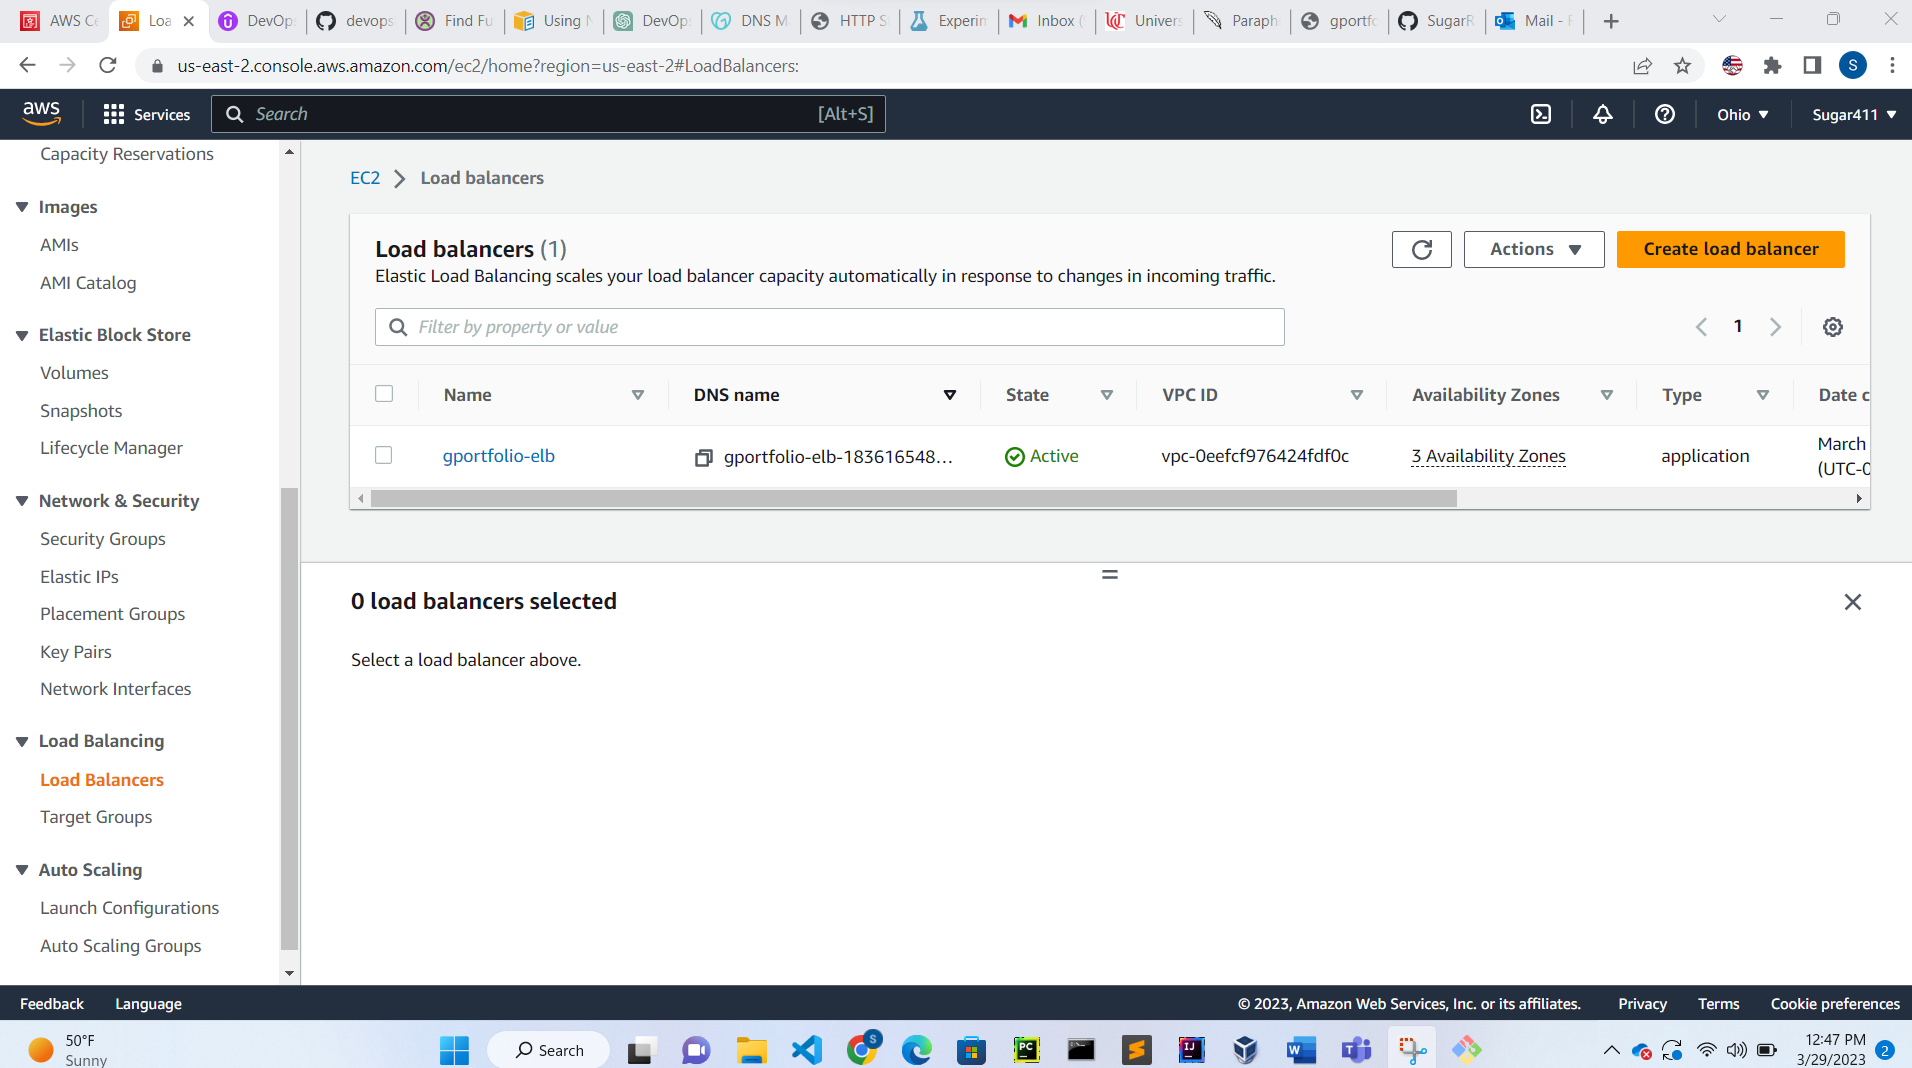 AWS Ce
Loa
DevOp
devops
Find Fu
Using N
DevOp
DNS M
HTTP S
Experim
Inbox (
Univers
Paraph
gportfo
SugarR
Mail - F
us-east-2.console.aws.amazon.com/ec2/home?region=us-east-2#LoadBalancers:
S
aws
Services
Search
[Alt+S]
Ohio
Sugar411
Capacity Reservations
Images
AMIs
AMI Catalog
Elastic Block Store
Volumes
Snapshots
Lifecycle Manager
Network & Security
Security Groups
Elastic IPs
Placement Groups
Key Pairs
Network Interfaces
Load Balancing
Load Balancers
Target Groups
Auto Scaling
Launch Configurations
Auto Scaling Groups
EC2 > Load balancers
Load balancers (1)
Elastic Load Balancing scales your load balancer capacity automatically in response to changes in incoming traffic.
Actions
Create load balancer
Filter by property or value
1
Name DNS name State VPC ID Availability Zones Type Date c
gportfolio-elb gportfolio-elb-183616548... Active vpc-0eefcf976424fdf0c 3 Availability Zones application March
(UTC-0
0 load balancers selected
Select a load balancer above.
Feedback Language
© 2023, Amazon Web Services, Inc. or its affiliates. Privacy Terms Cookie preferences
50°F
Sunny
Search
S
PC
IJ
W
T
12:47 PM
3/29/2023
2